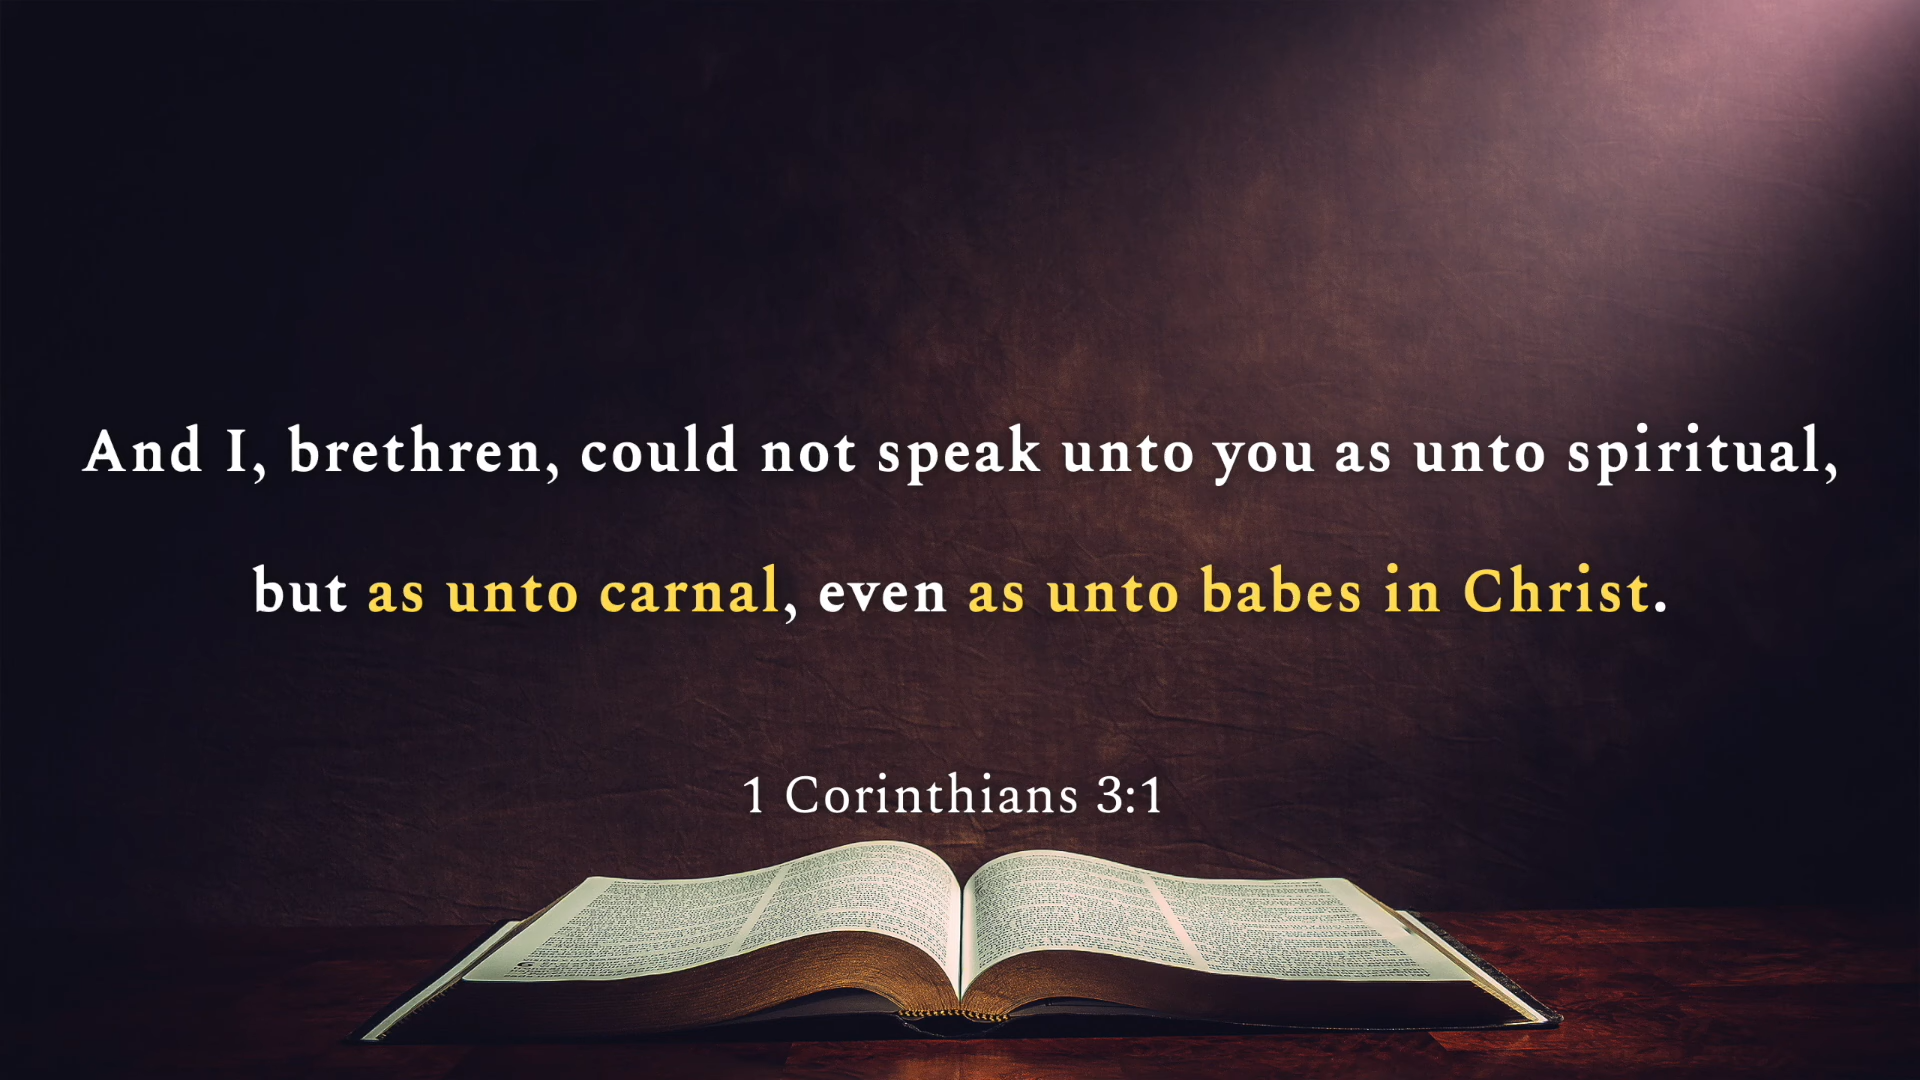 And I, brethren, could not speak unto you as unto spiritual,
but as unto carnal, even as unto babes in Christ.
1 Corinthians 3:1